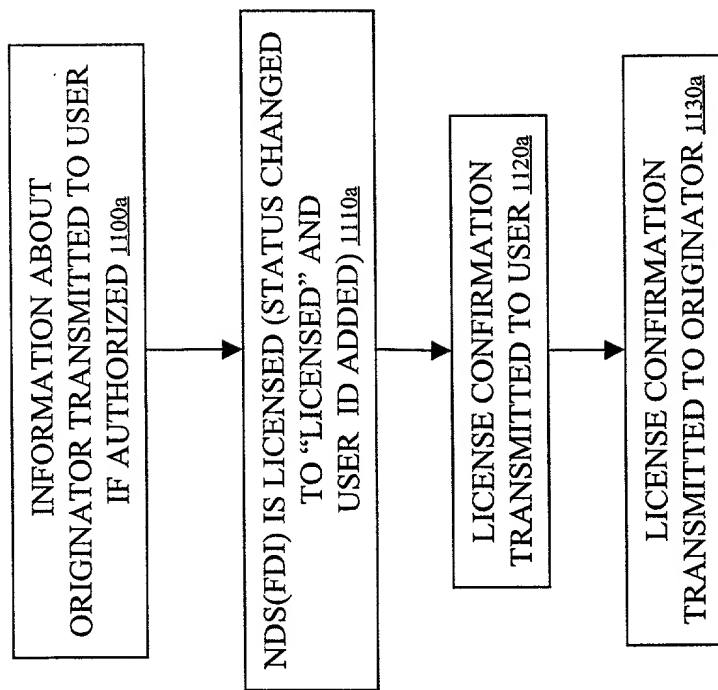 INFORMATION ABOUT
ORIGINATOR TRANSMITTED TO USER
IF AUTHORIZED 1100a
NDS(FDI) IS LICENSED (STATUS CHANGED
TO “LICENSED” AND
USER ID ADDED) 1110a
LICENSE CONFIRMATION
TRANSMITTED TO USER 1120a
LICENSE CONFIRMATION
TRANSMITTED TO ORIGINATOR 1130a